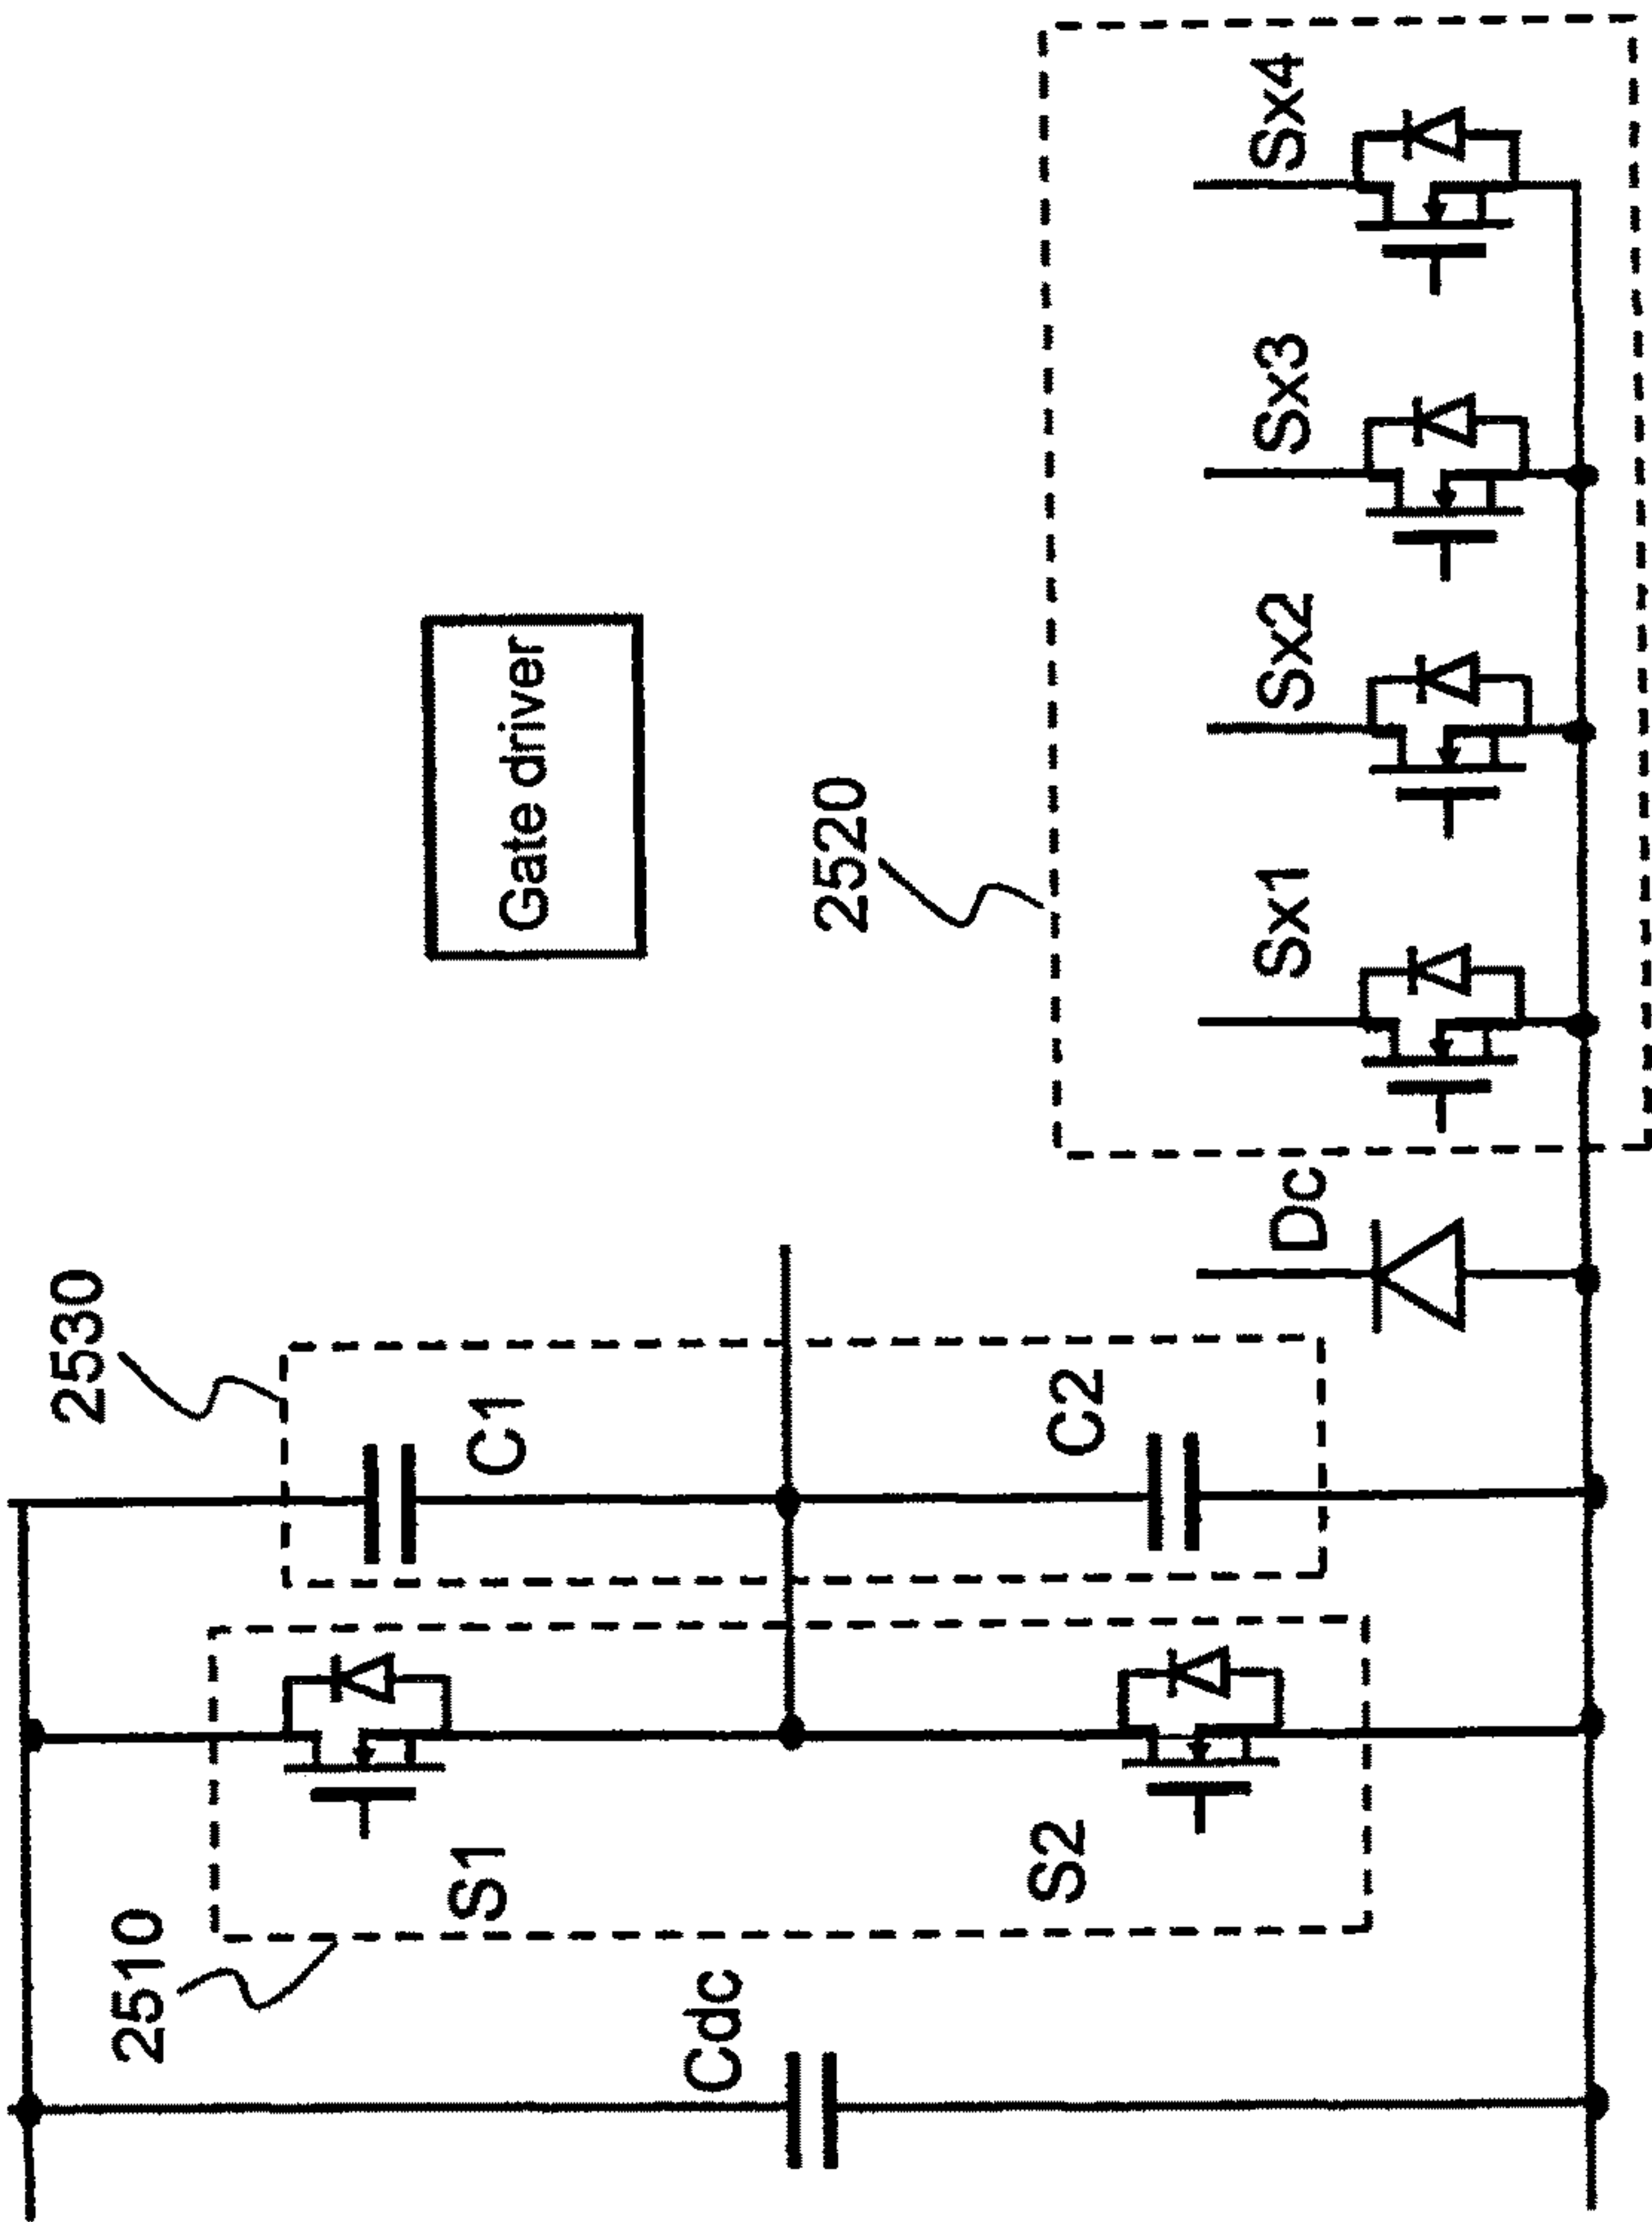 2510
2530
S1
C1
Cdc
Gate driver
2520
S2
C2
Dc
Sx1
Sx2
Sx3
Sx4